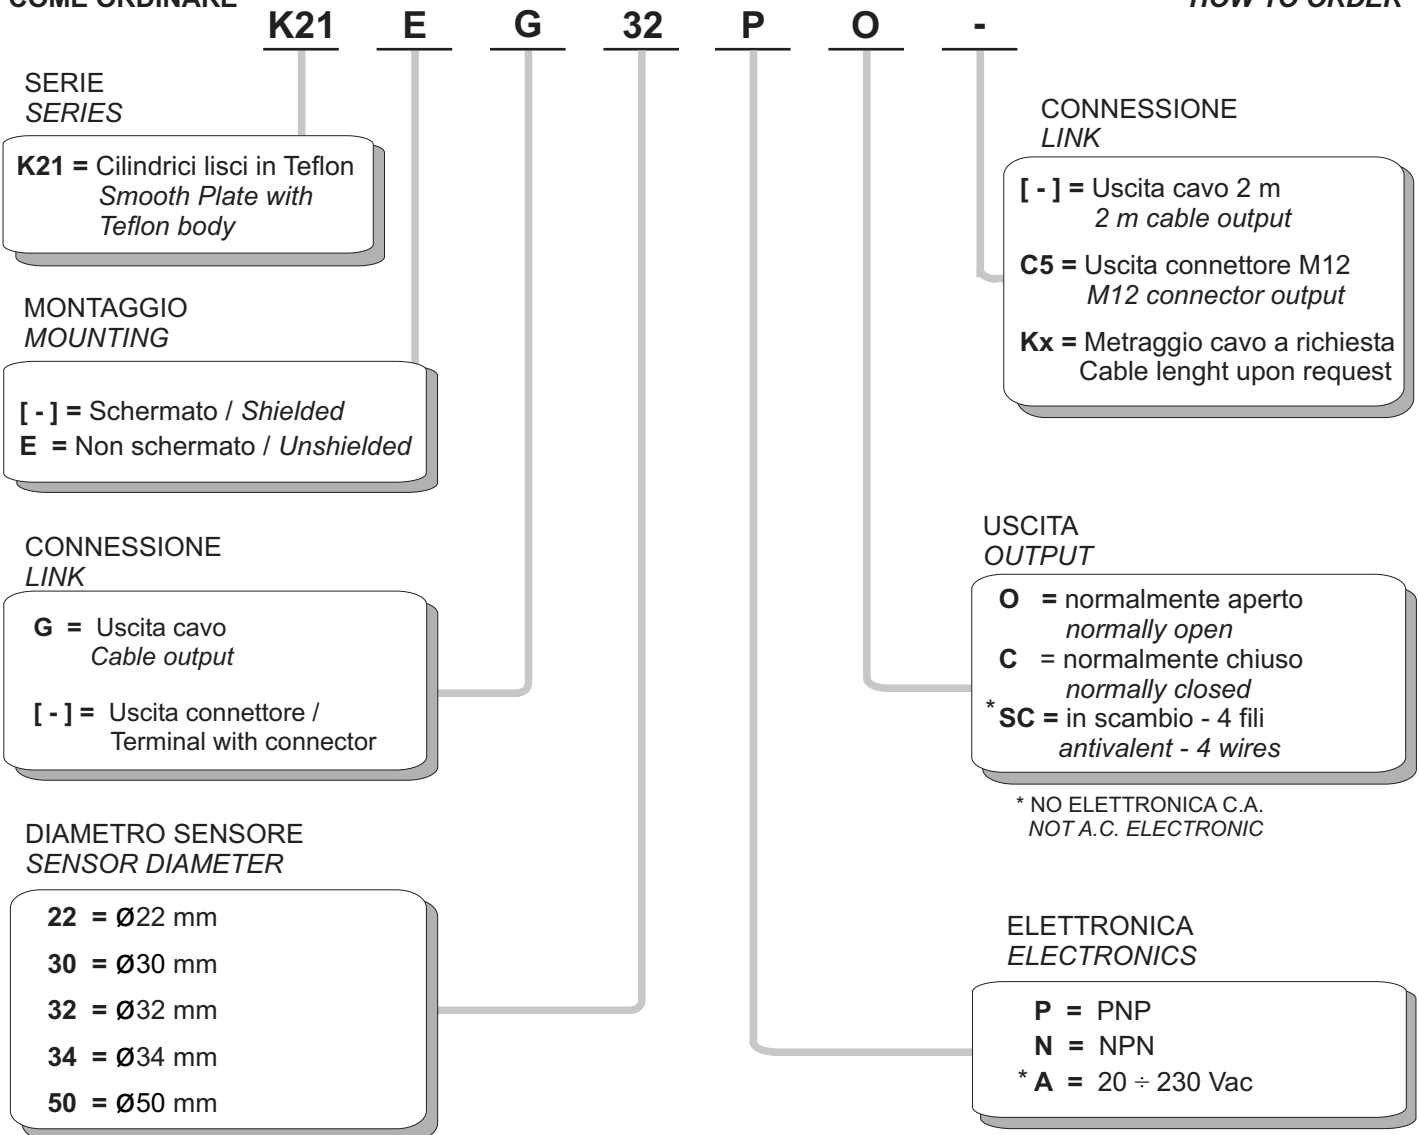 COME ORDINARE
HOW TO ORDER
K21 E G 32 P O -
SERIE
SERIES
K21 = Cilindrici lisci in Teflon
Smooth Plate with
Teflon body
MONTAGGIO
MOUNTING
[ - ] = Schermato / Shielded
E = Non schermato / Unshielded
CONNESSIONE
LINK
G = Uscita cavo
Cable output
[ - ] = Uscita connettore /
Terminal with connector
DIAMETRO SENSORE
SENSOR DIAMETER
22 = Ø22 mm
30 = Ø30 mm
32 = Ø32 mm
34 = Ø34 mm
50 = Ø50 mm
CONNESSIONE
LINK
[ - ] = Uscita cavo 2 m
2 m cable output
C5 = Uscita connettore M12
M12 connector output
Kx = Metraggio cavo a richiesta
Cable lenght upon request
USCITA
OUTPUT
O = normalmente aperto
normally open
C = normalmente chiuso
normally closed
* SC = in scambio - 4 fili
antivalent - 4 wires
* NO ELETTRONICA C.A.
NOT A.C. ELECTRONIC
ELETTRONICA
ELECTRONICS
P = PNP
N = NPN
* A = 20 ÷ 230 Vac